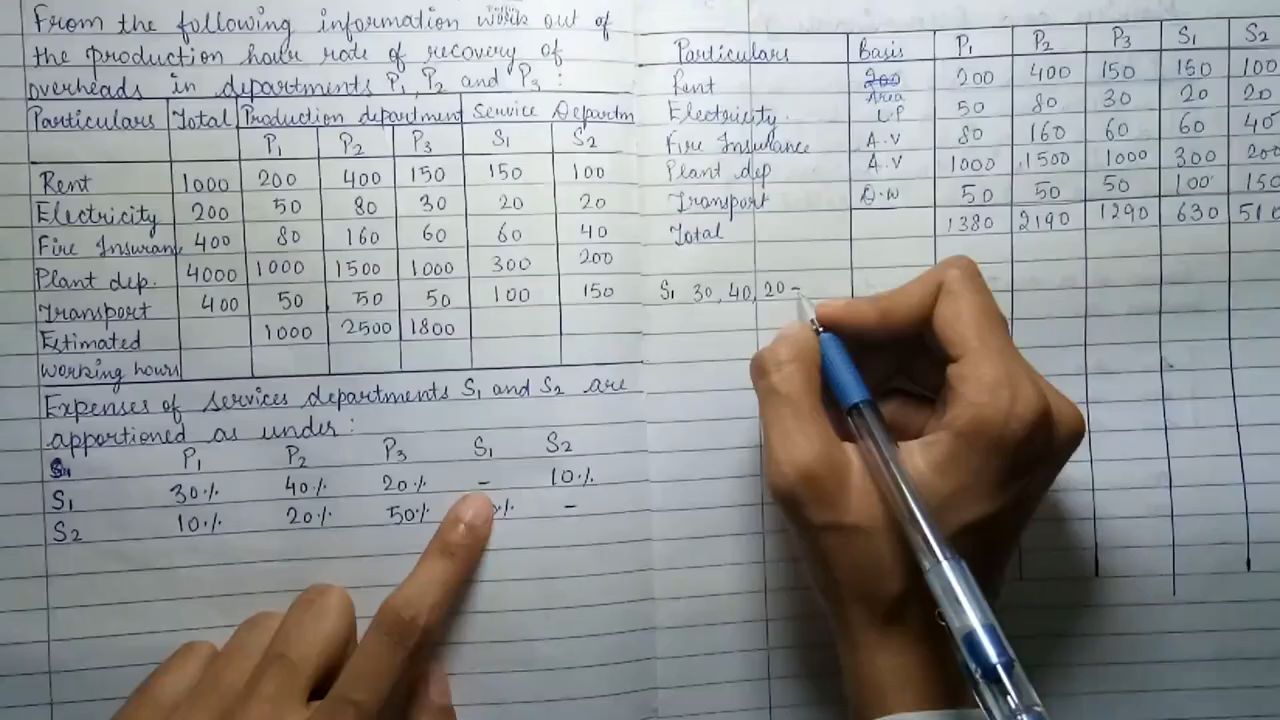 From the following information work out of
the production hour rate of recovery of
overheads in departments P1, P2 and P3 :
Particulars Total Production department Service Departm
P1 P2 P3 S1 S2
Rent 1000 200 400 150 150 100
Electricity 200 50 80 30 20 20
Fire Insuran 400 80 160 60 60 40
Plant dep. 4000 1000 1500 1000 300 200
Transport 400 50 50 50 100 150
Estimated 1000 2500 1800
working hours
Expenses of services departments S1 and S2 are
apportioned as under :
P1 P2 P3 S1 S2
S1 30% 40% 20% - 10%
S2 10% 20% 50% % -
Particulars Basis P1 P2 P3 S1 S2
Rent Area 200 400 150 150 100
Electricity. L.P 50 80 30 20 20
Fire Insurance A.V 80 160 60 60 40
Plant dep A.V 1000 1500 1000 300 200
Transport D.W 50 50 50 100 150
Total 1380 2190 1290 630 510
S1 30, 40, 20 -